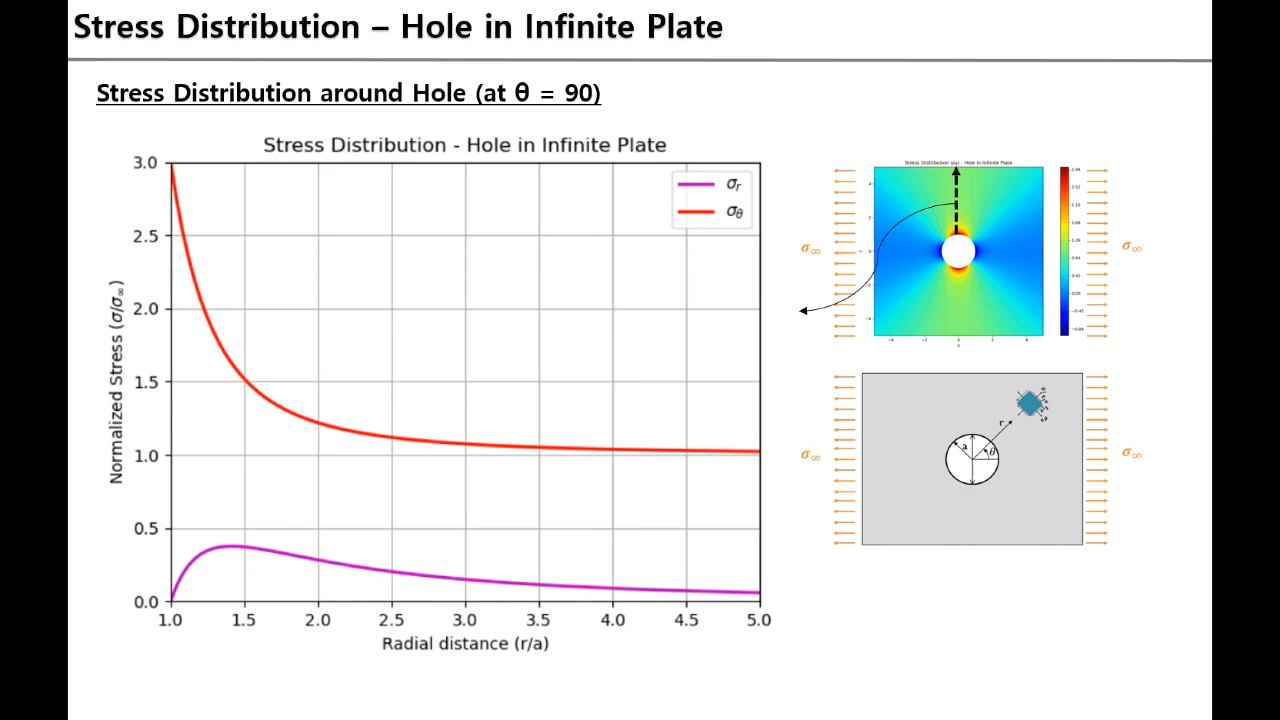 Stress Distribution – Hole in Infinite Plate
Stress Distribution around Hole (at θ = 90)
Stress Distribution - Hole in Infinite Plate
σr
σθ
Normalized Stress (σ/σ∞)
3.0
2.5
2.0
1.5
1.0
0.5
0.0
1.0 1.5 2.0 2.5 3.0 3.5 4.0 4.5 5.0
Radial distance (r/a)
σ∞
σ∞
σ∞
σ∞
r
a
θ